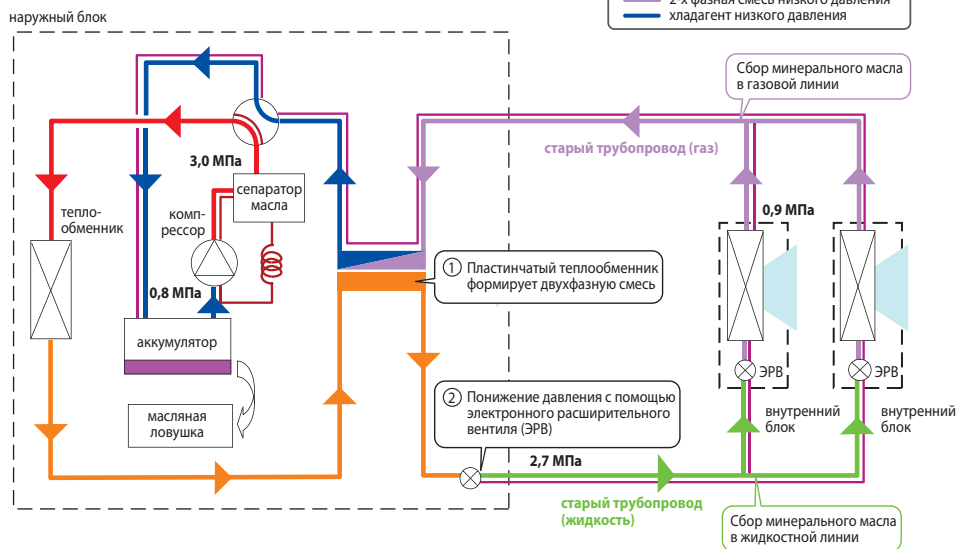 2-х фазная смесь низкого давления
хладагент низкого давления
наружный блок
Сбор минерального масла
в газовой линии
старый трубопровод (газ)
3,0 МПа
сепаратор
масла
тепло-
обменник
комп-
рессор
0,9 МПа
1 Пластинчатый теплообменник
формирует двухфазную смесь
0,8 МПа
аккумулятор
ЭРВ
ЭРВ
масляная
ловушка
2 Понижение давления с помощью
электронного расширительного
вентиля (ЭРВ)
внутренний
блок
внутренний
блок
2,7 МПа
старый трубопровод
(жидкость)
Сбор минерального масла
в жидкостной линии